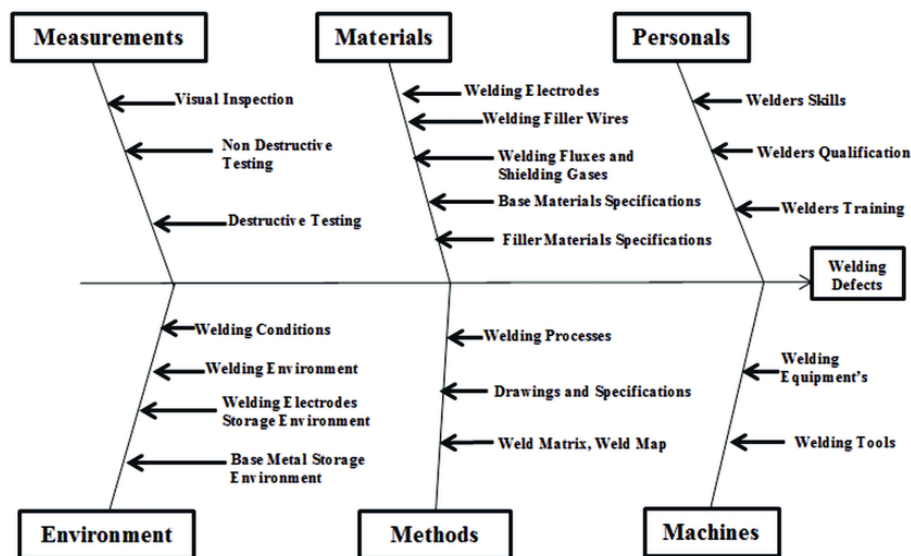 Measurements
Materials
Personals
Visual Inspection
Non Destructive
Testing
Destructive Testing
Welding Electrodes
Welding Filler Wires
Welding Fluxes and
Shielding Gases
Base Materials Specifications
Filler Materials Specifications
Welders Skills
Welders Qualification
Welders Training
Welding
Defects
Welding Conditions
Welding Environment
Welding Electrodes
Storage Environment
Base Metal Storage
Environment
Welding Processes
Drawings and Specifications
Weld Matrix, Weld Map
Welding
Equipment's
Welding Tools
Environment
Methods
Machines